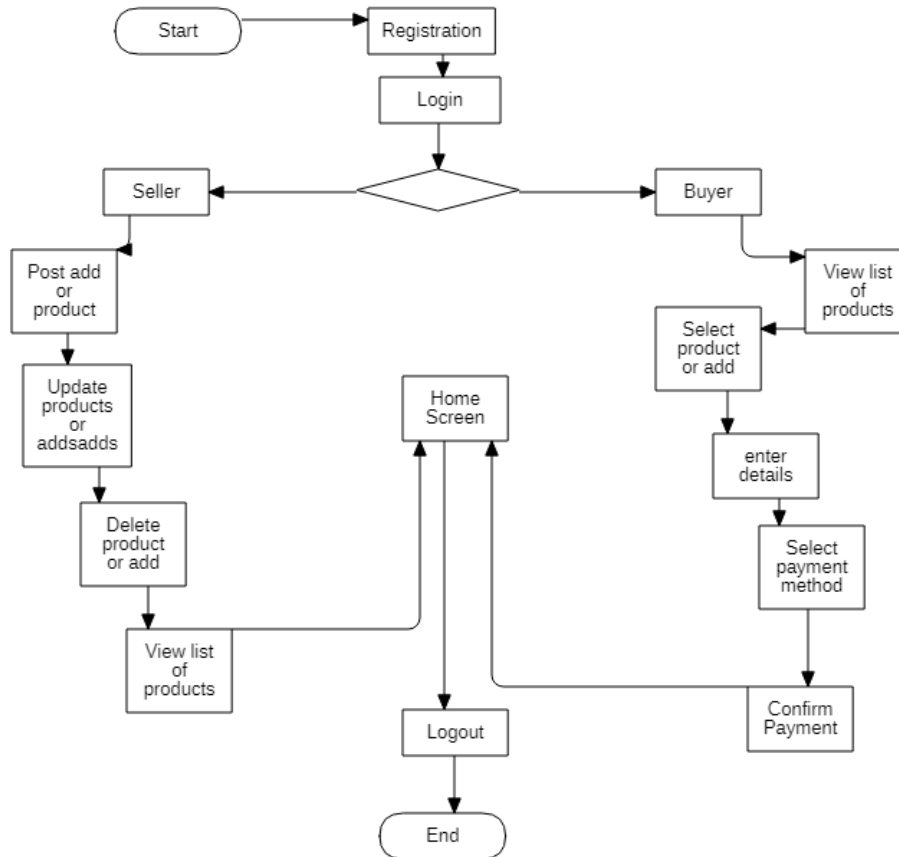 Start
Registration
Login
Seller
Buyer
Post add
or
product
View list
of
products
Select
product
or add
Update
products
or
addsadds
Home
Screen
enter
details
Delete
product
or add
Select
payment
method
View list
of
products
Confirm
Payment
Logout
End